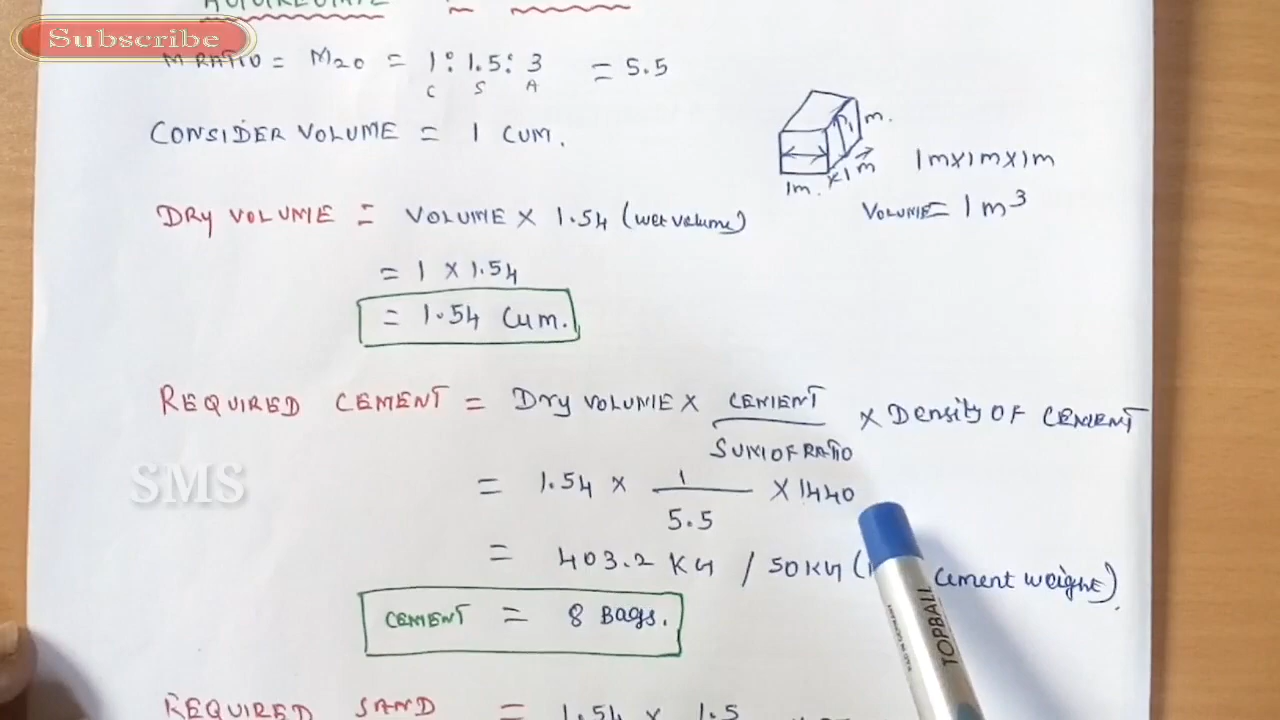 Subscribe
M RATIO = M20 = 1 : 1.5 : 3 = 5.5
C S A
CONSIDER VOLUME = 1 CUM.
1m.
1m × 1m × 1m
1m. × 1m
VOLUME = 1 m³
DRY VOLUME = VOLUME × 1.54 (wet volume)
= 1 × 1.54
= 1.54 Cum.
REQUIRED CEMENT = Dry VOLUME × CEMENT / SUM OF RATIO × Density OF CEMENT
SMS
= 1.54 × 1 / 5.5 × 1440
= 403.2 KG / 50 KG ( cement weight).
CEMENT = 8 Bags.
TOPBALL
REQUIRED SAND = 1.54 × 1.5